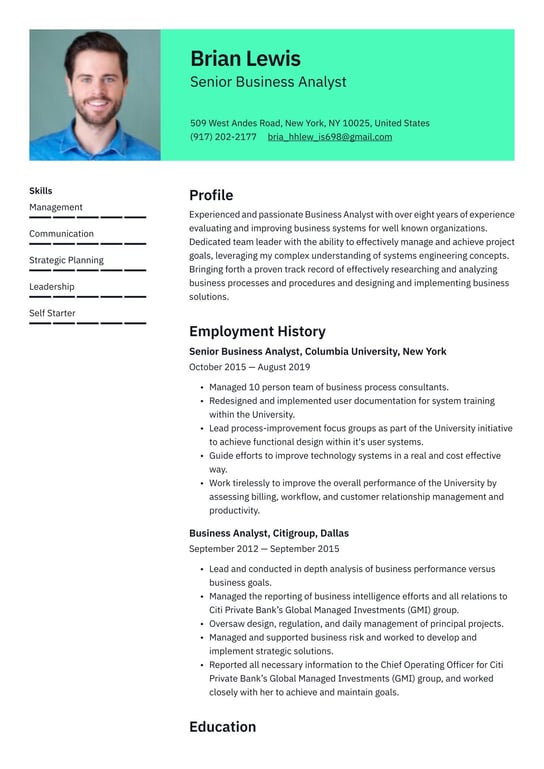 Brian Lewis
Senior Business Analyst
509 West Andes Road, New York, NY 10025, United States
(917) 202-2177 bria_hhlew_is698@gmail.com
Skills
Management
Communication
Strategic Planning
Leadership
Self Starter
Profile
Experienced and passionate Business Analyst with over eight years of experience
evaluating and improving business systems for well known organizations.
Dedicated team leader with the ability to effectively manage and achieve project
goals, leveraging my complex understanding of systems engineering concepts.
Bringing forth a proven track record of effectively researching and analyzing
business processes and procedures and designing and implementing business
solutions.
Employment History
Senior Business Analyst, Columbia University, New York
October 2015 — August 2019
• Managed 10 person team of business process consultants.
• Redesigned and implemented user documentation for system training
within the University.
• Lead process-improvement focus groups as part of the University initiative
to achieve functional design within it's user systems.
• Guide efforts to improve technology systems in a real and cost effective
way.
• Work tirelessly to improve the overall performance of the University by
assessing billing, workflow, and customer relationship management and
productivity.
Business Analyst, Citigroup, Dallas
September 2012 — September 2015
• Lead and conducted in depth analysis of business performance versus
business goals.
• Managed the reporting of business intelligence efforts and all relations to
Citi Private Bank's Global Managed Investments (GMI) group.
• Oversaw design, regulation, and daily management of principal projects.
• Managed and supported business risk and worked to develop and
implement strategic solutions.
• Reported all necessary information to the Chief Operating Officer for Citi
Private Bank's Global Managed Investments (GMI) group, and worked
closely with her to achieve and maintain goals.
Education